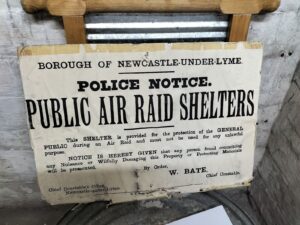 BOROUGH OF NEWCASTLE-UNDER-LYME.
POLICE NOTICE.
PUBLIC AIR RAID SHELTERS
This SHELTER is provided for the protection of the GENERAL
PUBLIC during an Air Raid and must not be used for any unlawful
purpose.
NOTICE IS HEREBY GIVEN that any person found committing
any Nuisance or Wilfully Damaging this Property or Protecting Materials
will be prosecuted.
By Order,
W. BATE,
Chief Constable.
Chief Constable's Office,
Newcastle-under-Lyme.